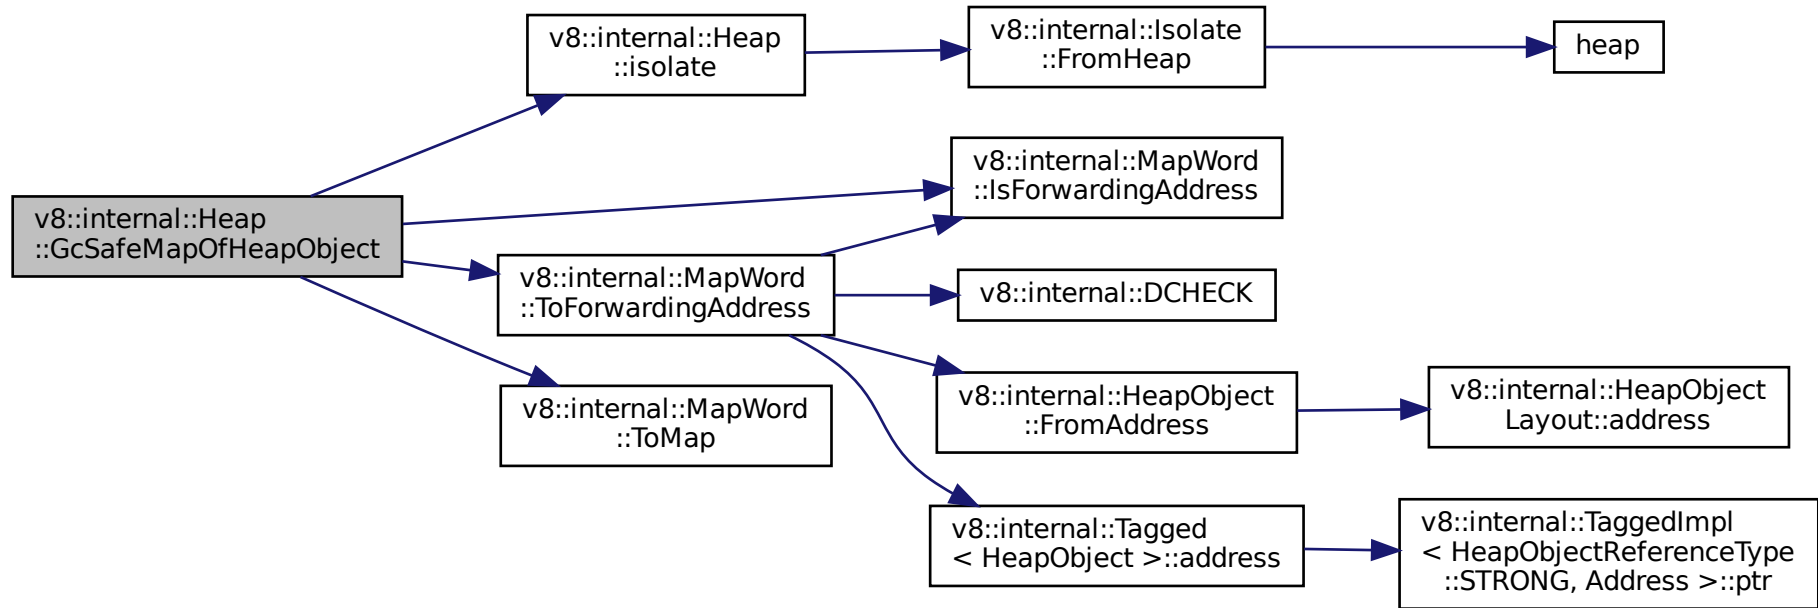 v8::internal::Heap
::GcSafeMapOfHeapObject
v8::internal::Heap
::isolate
v8::internal::Isolate
::FromHeap
heap
v8::internal::MapWord
::IsForwardingAddress
v8::internal::MapWord
::ToForwardingAddress
v8::internal::DCHECK
v8::internal::HeapObject
::FromAddress
v8::internal::HeapObject
Layout::address
v8::internal::MapWord
::ToMap
v8::internal::Tagged
< HeapObject >::address
v8::internal::TaggedImpl
< HeapObjectReferenceType
::STRONG, Address >::ptr